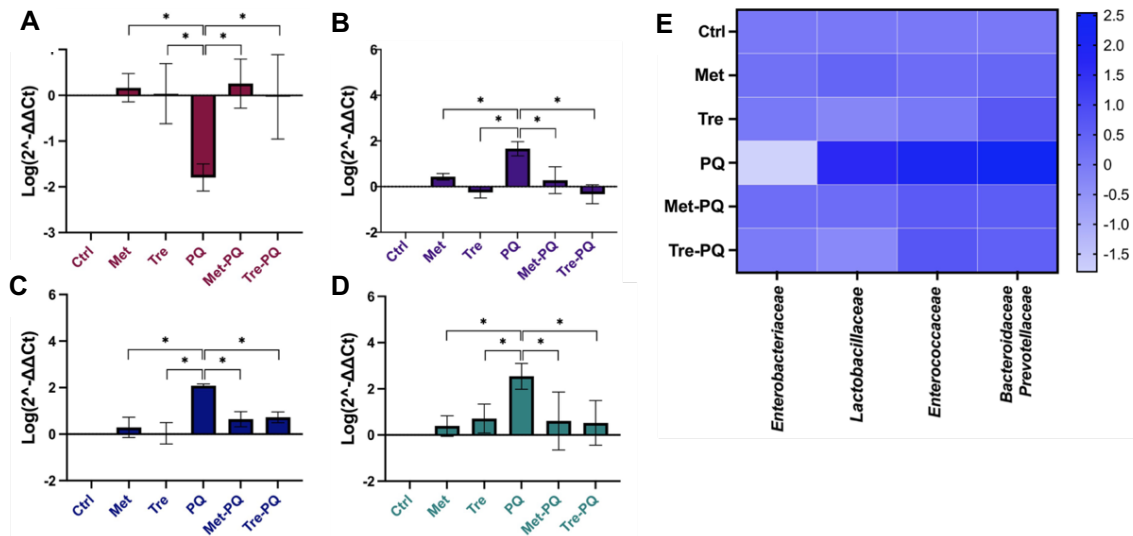 A
Log(2^-ΔΔCt)
0
-1
-2
-3
* * * *
Ctrl Met Tre PQ Met-PQ Tre-PQ
B
Log(2^-ΔΔCt)
6
4
2
0
-2
* * * *
Ctrl Met Tre PQ Met-PQ Tre-PQ
C
Log(2^-ΔΔCt)
6
4
2
0
-2
* * * *
Ctrl Met Tre PQ Met-PQ Tre-PQ
D
Log(2^-ΔΔCt)
6
4
2
0
-2
* * * *
Ctrl Met Tre PQ Met-PQ Tre-PQ
E
Ctrl
Met
Tre
PQ
Met-PQ
Tre-PQ
Enterobacteriaceae
Lactobacillaceae
Enterococcaceae
Bacteroidaceae
Prevotellaceae
2.5
2.0
1.5
1.0
0.5
0
-0.5
-1.0
-1.5